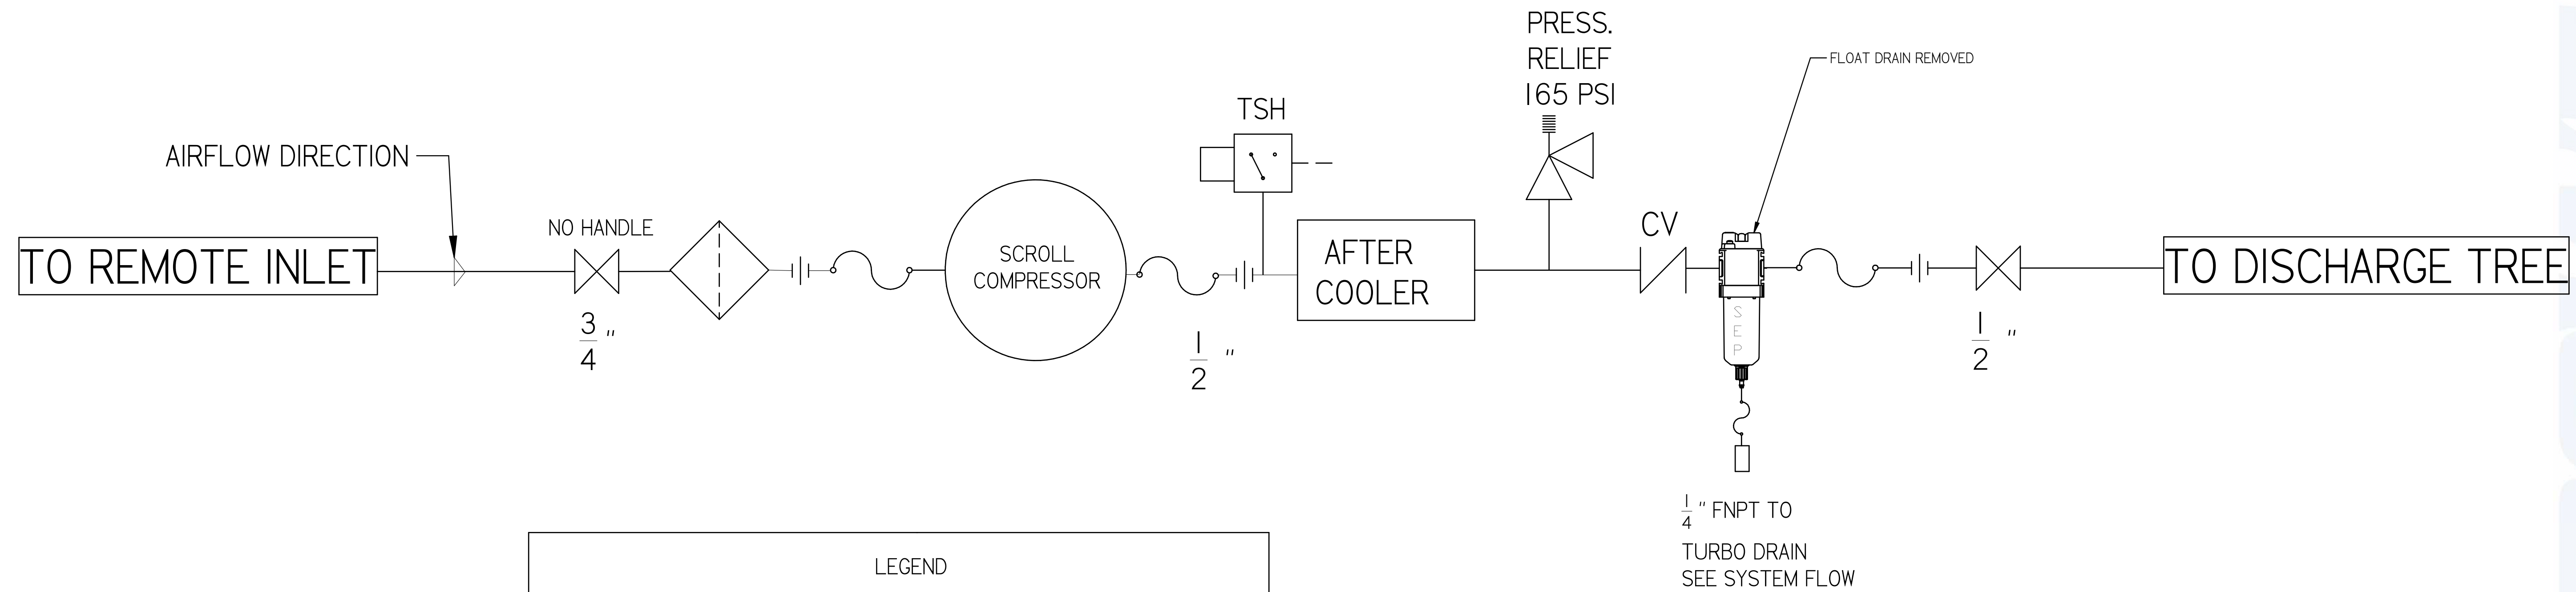 PRESS.
RELIEF
165 PSI
FLOAT DRAIN REMOVED
TSH
AIRFLOW DIRECTION
NO HANDLE
CV
TO REMOTE INLET
SCROLL
COMPRESSOR
AFTER
COOLER
TO DISCHARGE TREE
S
E
P
3/4 "
1/2 "
1/2 "
1/4 " FNPT TO
TURBO DRAIN
SEE SYSTEM FLOW
LEGEND